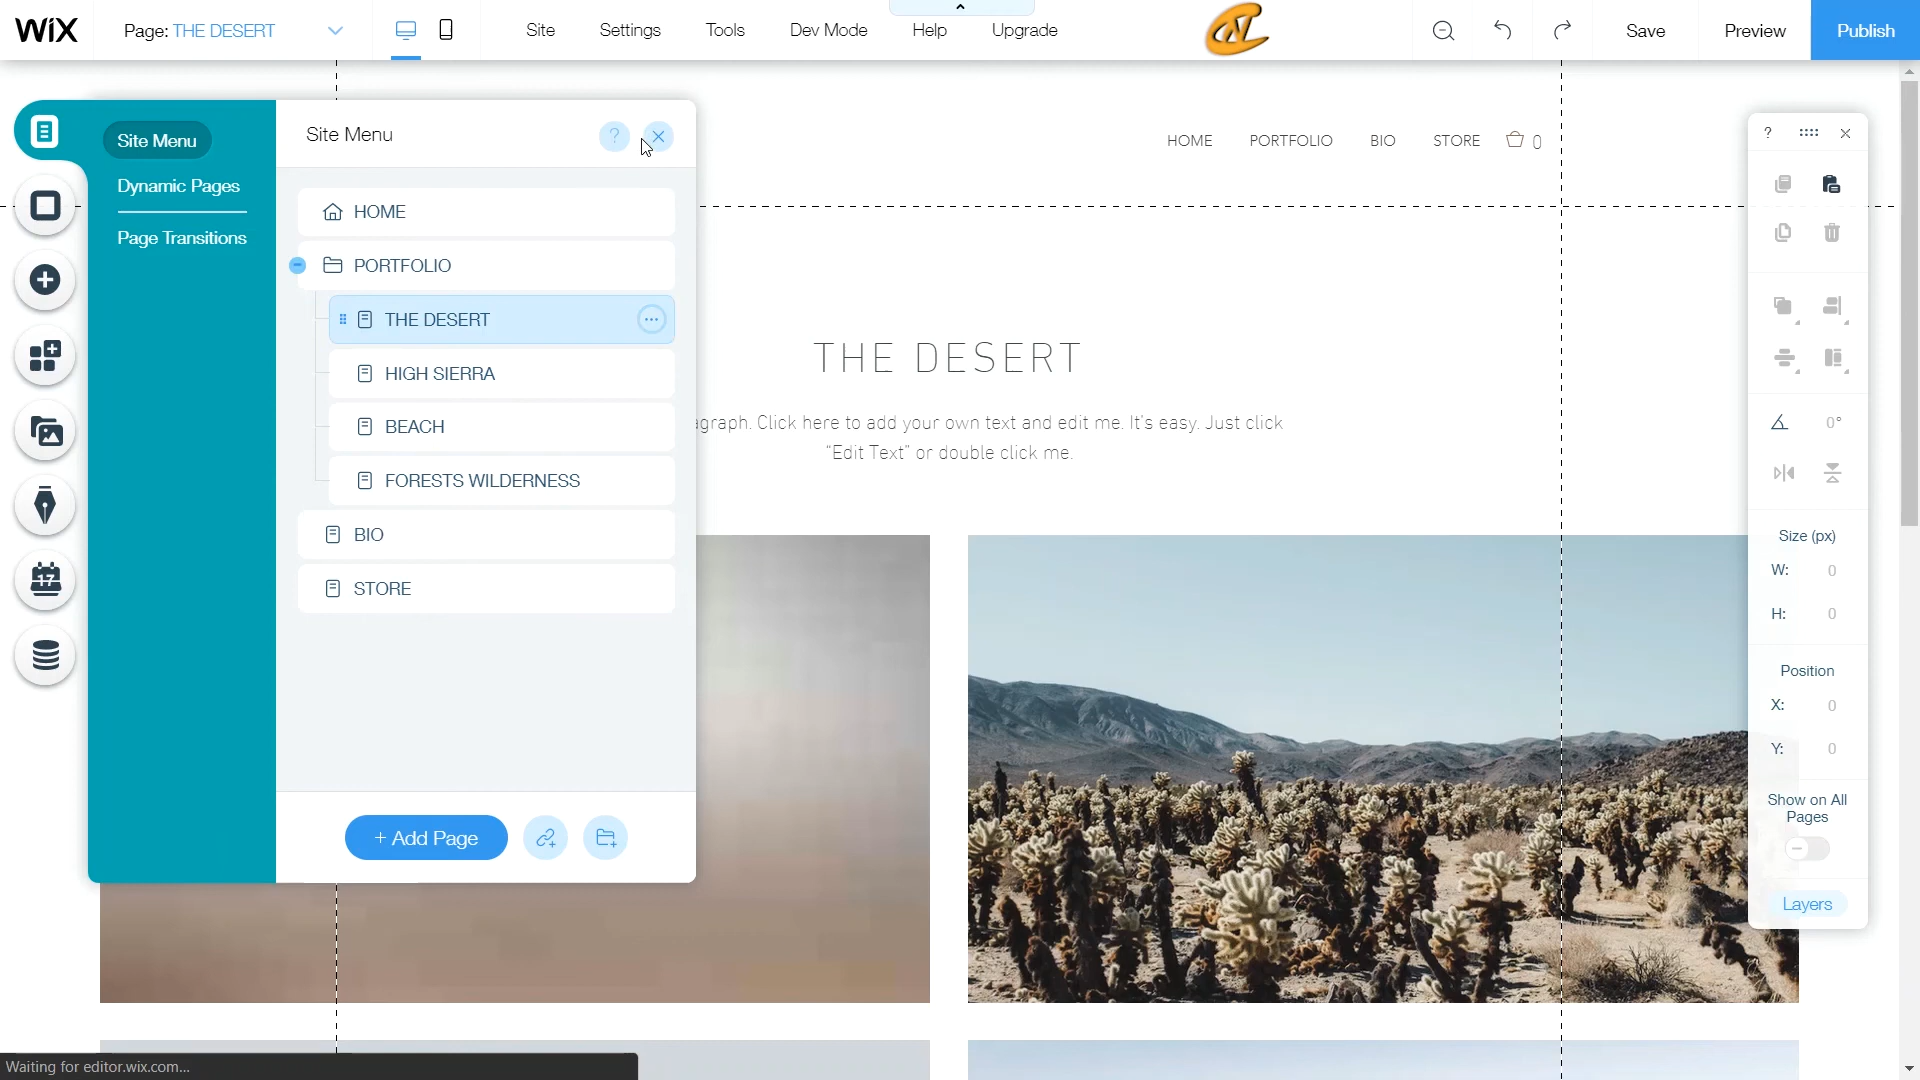 WiX
Page: THE DESERT
Site
Settings
Tools
Dev Mode
Help
Upgrade
Save
Preview
Publish
Site Menu
Dynamic Pages
Page Transitions
Site Menu
?
HOME
PORTFOLIO
THE DESERT
HIGH SIERRA
BEACH
FORESTS WILDERNESS
BIO
STORE
+ Add Page
17
HOME
PORTFOLIO
BIO
STORE
0
THE DESERT
agraph. Click here to add your own text and edit me. It's easy. Just click
"Edit Text" or double click me.
?
0°
Size (px)
W: 0
H: 0
Position
X: 0
Y: 0
Show on All
Pages
Layers
Waiting for editor.wix.com...